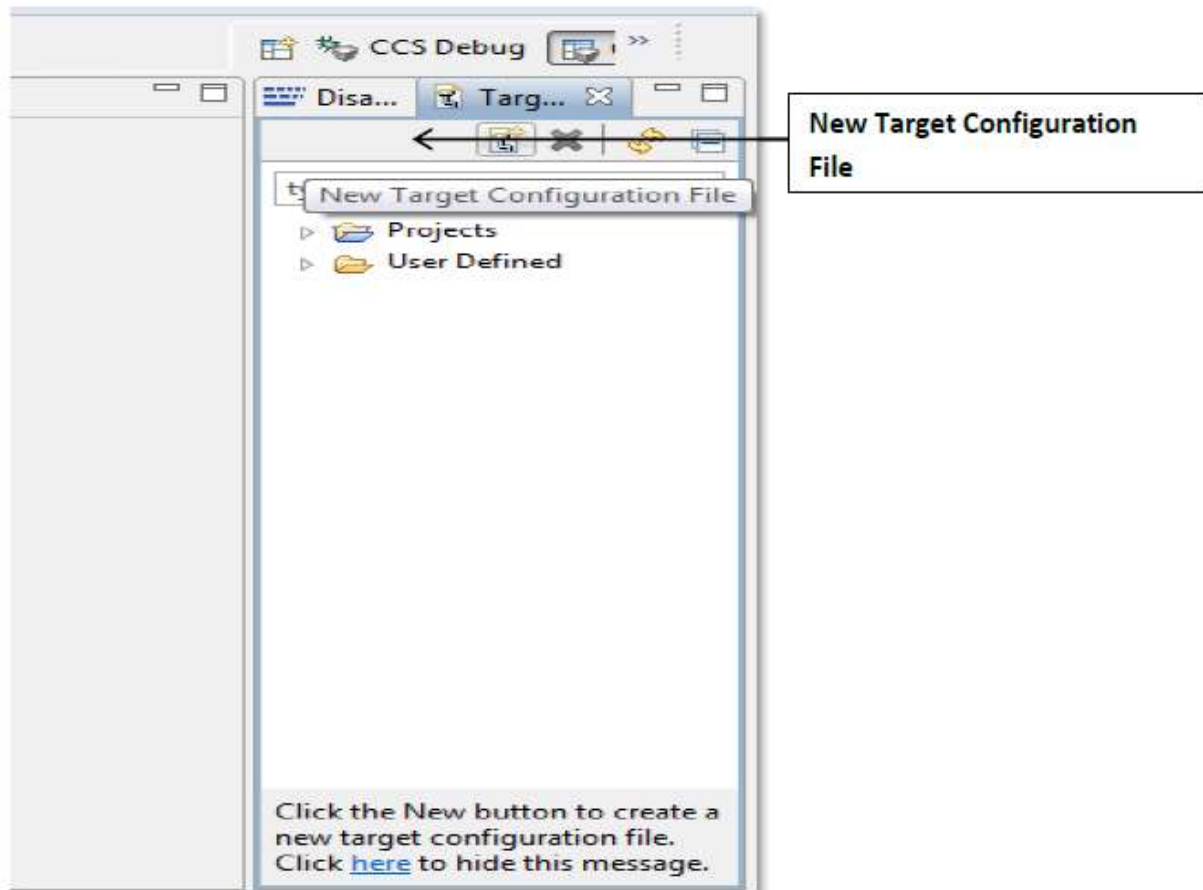 CCS Debug
Disa... Targ...
New Target Configuration
File
New Target Configuration File
Projects
User Defined
Click the New button to create a
new target configuration file.
Click here to hide this message.